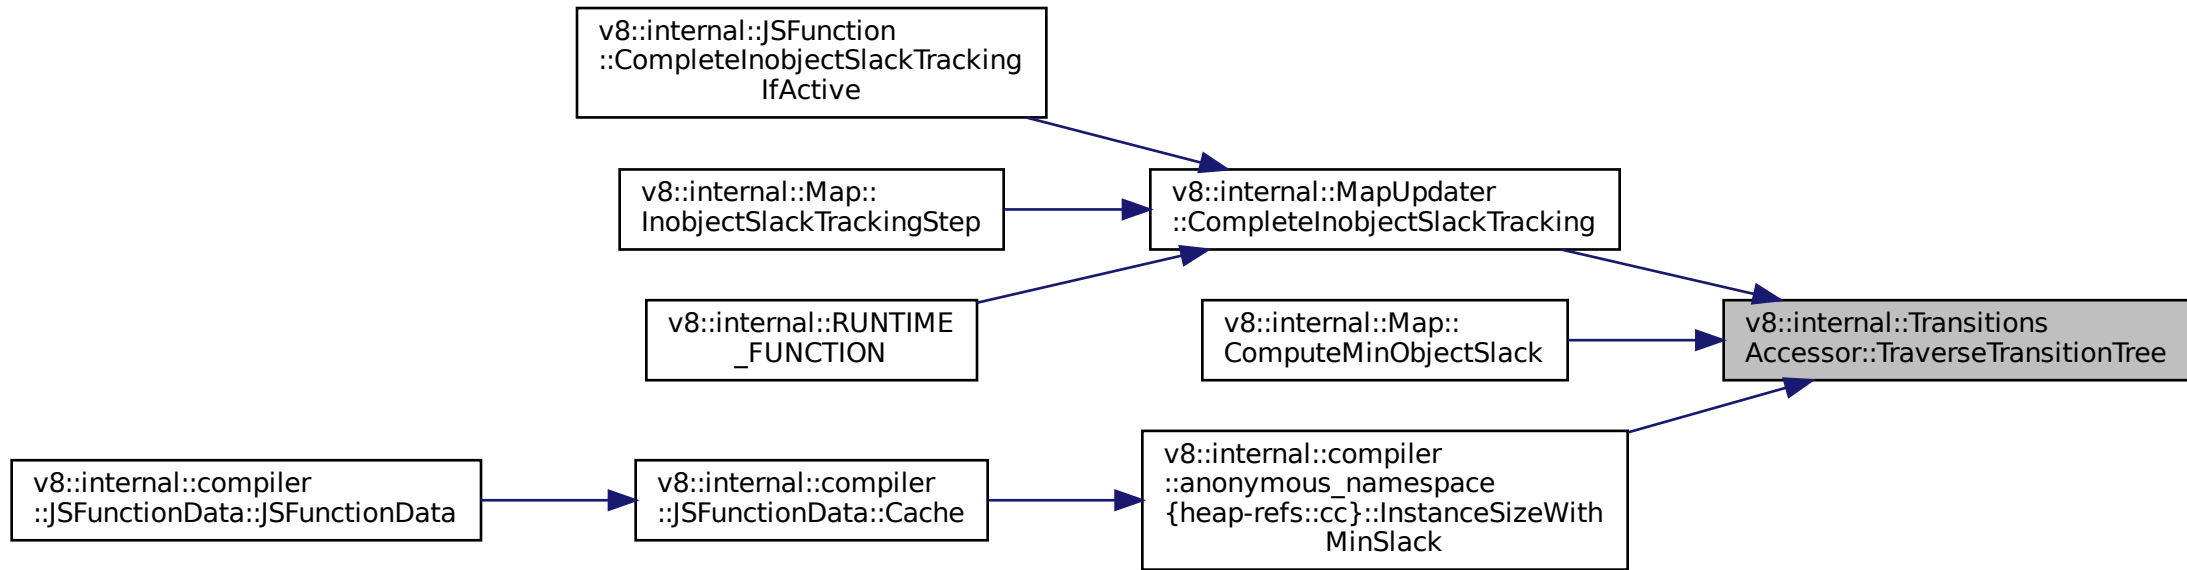 v8::internal::JSFunction
::CompleteInobjectSlackTracking
IfActive
v8::internal::Map::
InobjectSlackTrackingStep
v8::internal::MapUpdater
::CompleteInobjectSlackTracking
v8::internal::RUNTIME
_FUNCTION
v8::internal::Map::
ComputeMinObjectSlack
v8::internal::Transitions
Accessor::TraverseTransitionTree
v8::internal::compiler
::JSFunctionData::JSFunctionData
v8::internal::compiler
::JSFunctionData::Cache
v8::internal::compiler
::anonymous_namespace
{heap-refs::cc}::InstanceSizeWith
MinSlack